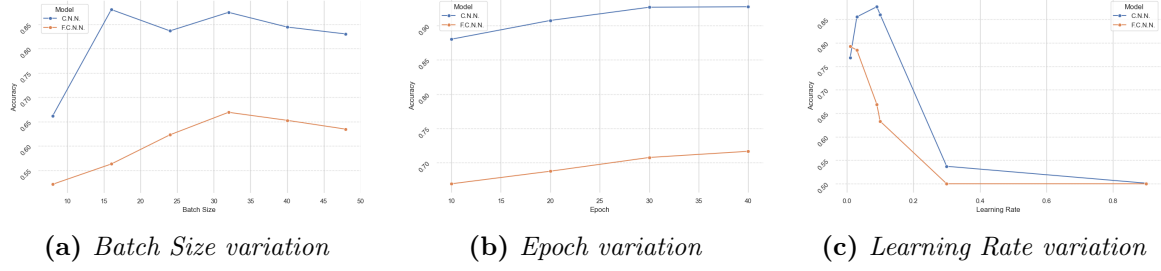 Model
C.N.N.
F.C.N.N.
Accuracy
0.85
0.80
0.75
0.70
0.65
0.60
0.55
10 15 20 25 30 35 40 45 50
Batch Size
(a) Batch Size variation
Model
C.N.N.
F.C.N.N.
Accuracy
0.90
0.85
0.80
0.75
0.70
10 15 20 25 30 35 40
Epoch
(b) Epoch variation
Model
C.N.N.
F.C.N.N.
Accuracy
0.85
0.80
0.75
0.70
0.65
0.60
0.55
0.50
0.0 0.2 0.4 0.6 0.8
Learning Rate
(c) Learning Rate variation